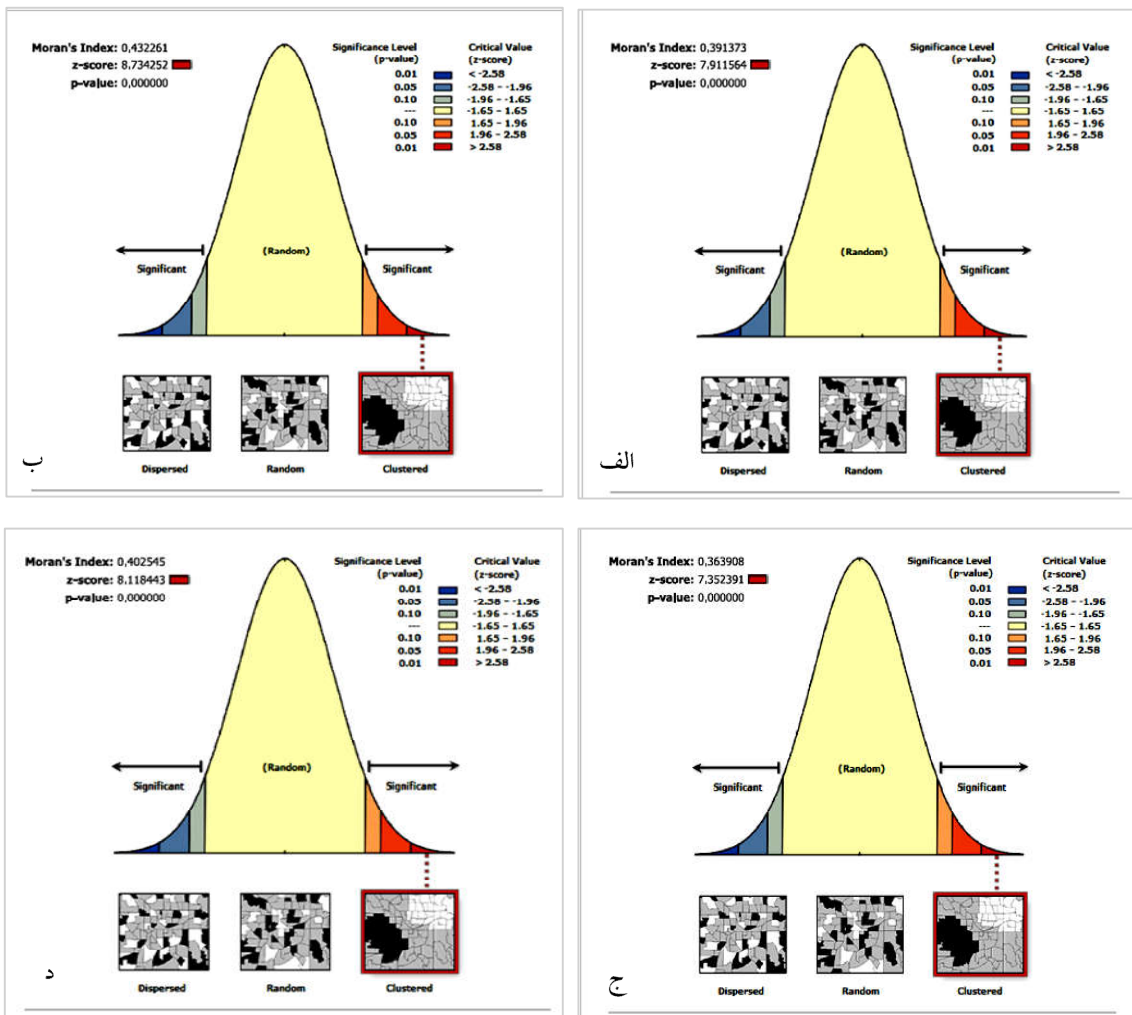 Moran's Index: 0,391373
z-score: 7.911564
p-value: 0,000000
Significance Level (p-value)
Critical Value (z-score)
0.01 < -2.58
0.05 -2.58 - -1.96
0.10 -1.96 - -1.65
--- -1.65 - 1.65
0.10 1.65 - 1.96
0.05 1.96 - 2.58
0.01 > 2.58
Significant
(Random)
Significant
Dispersed
Random
Clustered
الف
Moran's Index: 0,432261
z-score: 8.734252
p-value: 0,000000
Significance Level (p-value)
Critical Value (z-score)
0.01 < -2.58
0.05 -2.58 - -1.96
0.10 -1.96 - -1.65
--- -1.65 - 1.65
0.10 1.65 - 1.96
0.05 1.96 - 2.58
0.01 > 2.58
Significant
(Random)
Significant
Dispersed
Random
Clustered
ب
Moran's Index: 0,363908
z-score: 7.352391
p-value: 0,000000
Significance Level (p-value)
Critical Value (z-score)
0.01 < -2.58
0.05 -2.58 - -1.96
0.10 -1.96 - -1.65
--- -1.65 - 1.65
0.10 1.65 - 1.96
0.05 1.96 - 2.58
0.01 > 2.58
Significant
(Random)
Significant
Dispersed
Random
Clustered
ج
Moran's Index: 0,402545
z-score: 8.118443
p-value: 0,000000
Significance Level (p-value)
Critical Value (z-score)
0.01 < -2.58
0.05 -2.58 - -1.96
0.10 -1.96 - -1.65
--- -1.65 - 1.65
0.10 1.65 - 1.96
0.05 1.96 - 2.58
0.01 > 2.58
Significant
(Random)
Significant
Dispersed
Random
Clustered
د